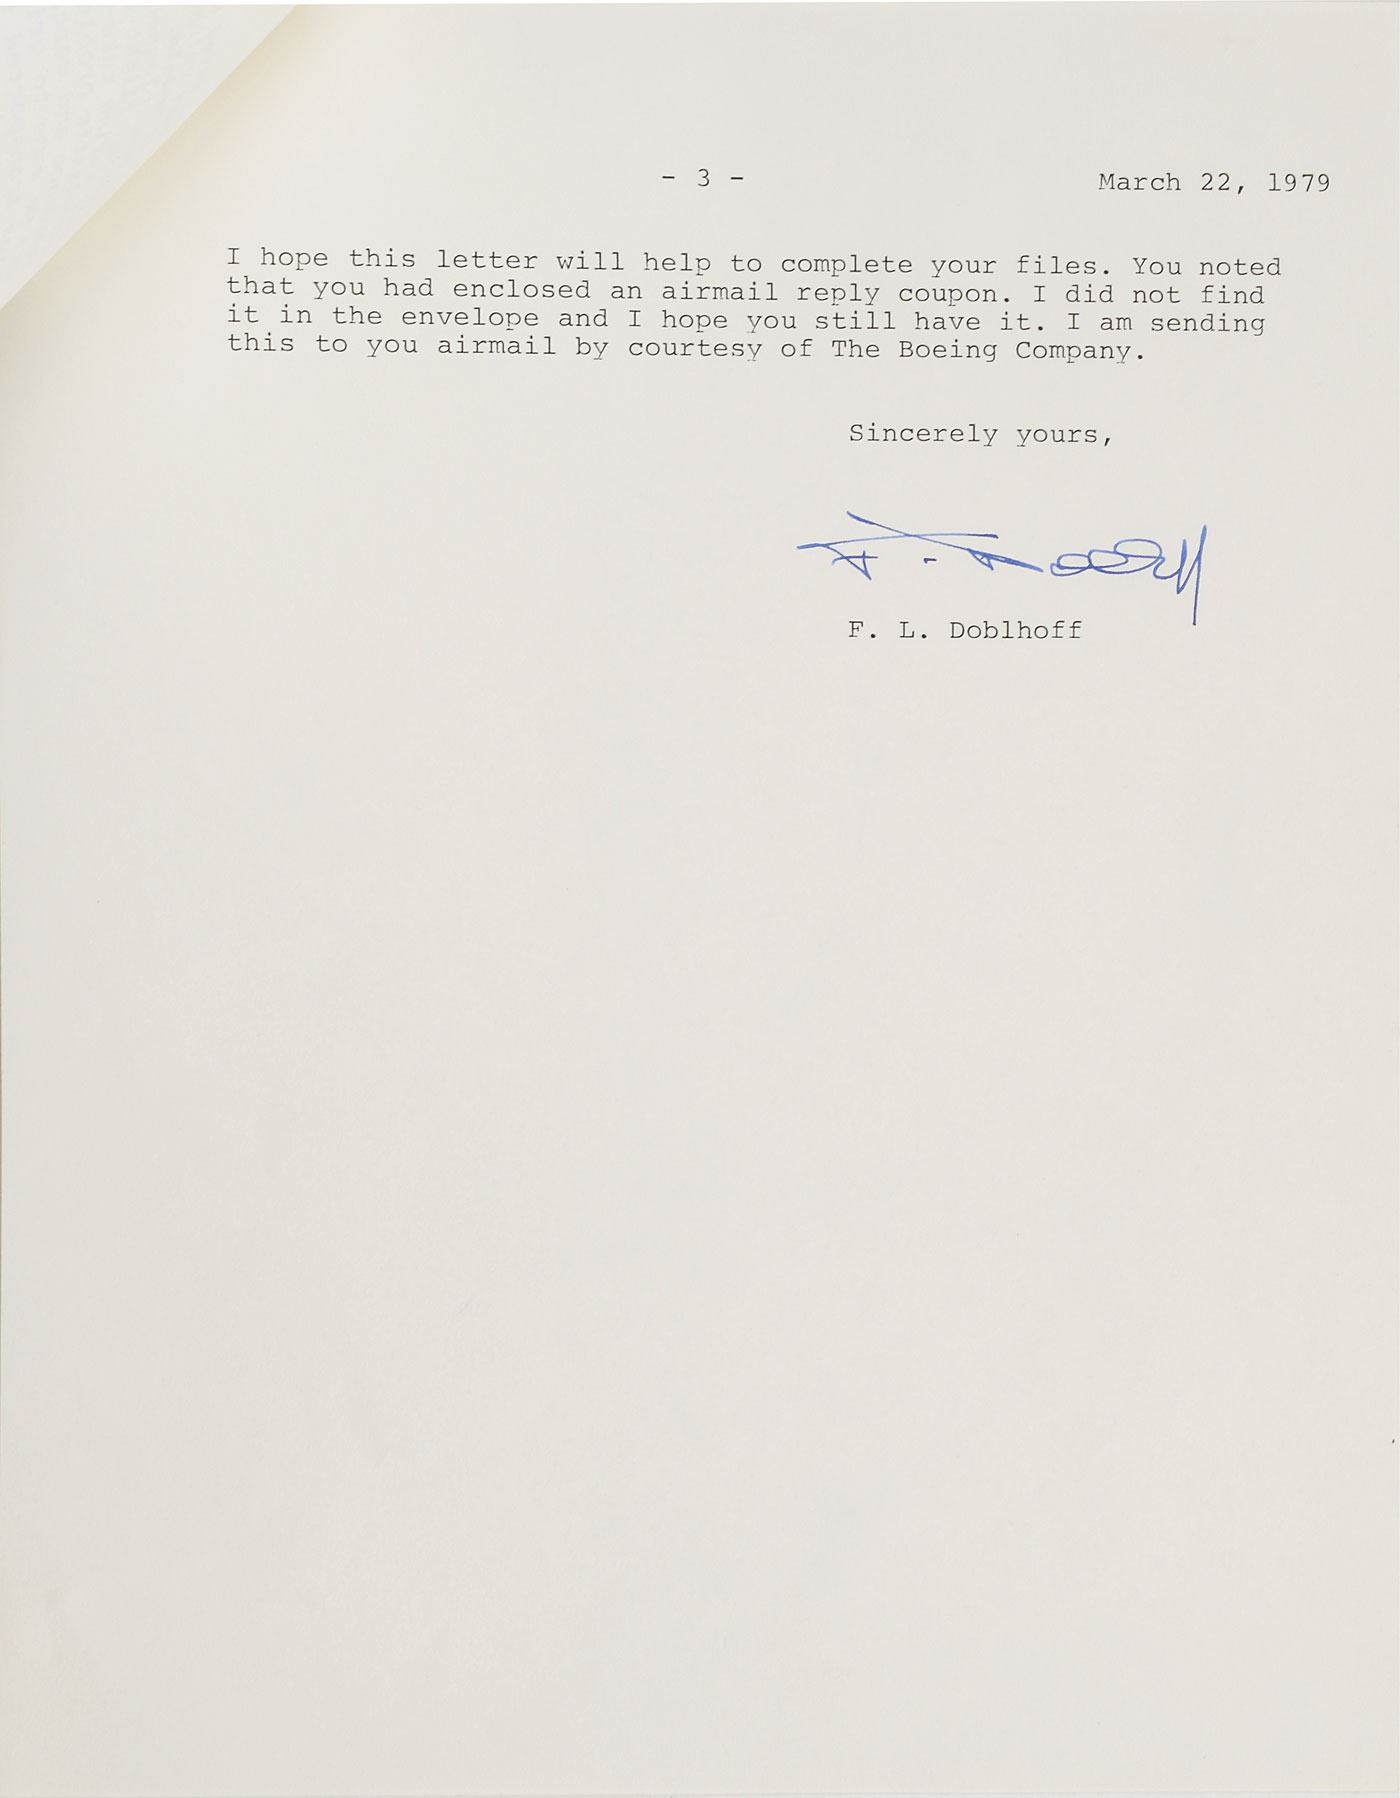 - 3 -
March 22, 1979
I hope this letter will help to complete your files. You noted
that you had enclosed an airmail reply coupon. I did not find
it in the envelope and I hope you still have it. I am sending
this to you airmail by courtesy of The Boeing Company.
Sincerely yours,
F. L. Doblhoff